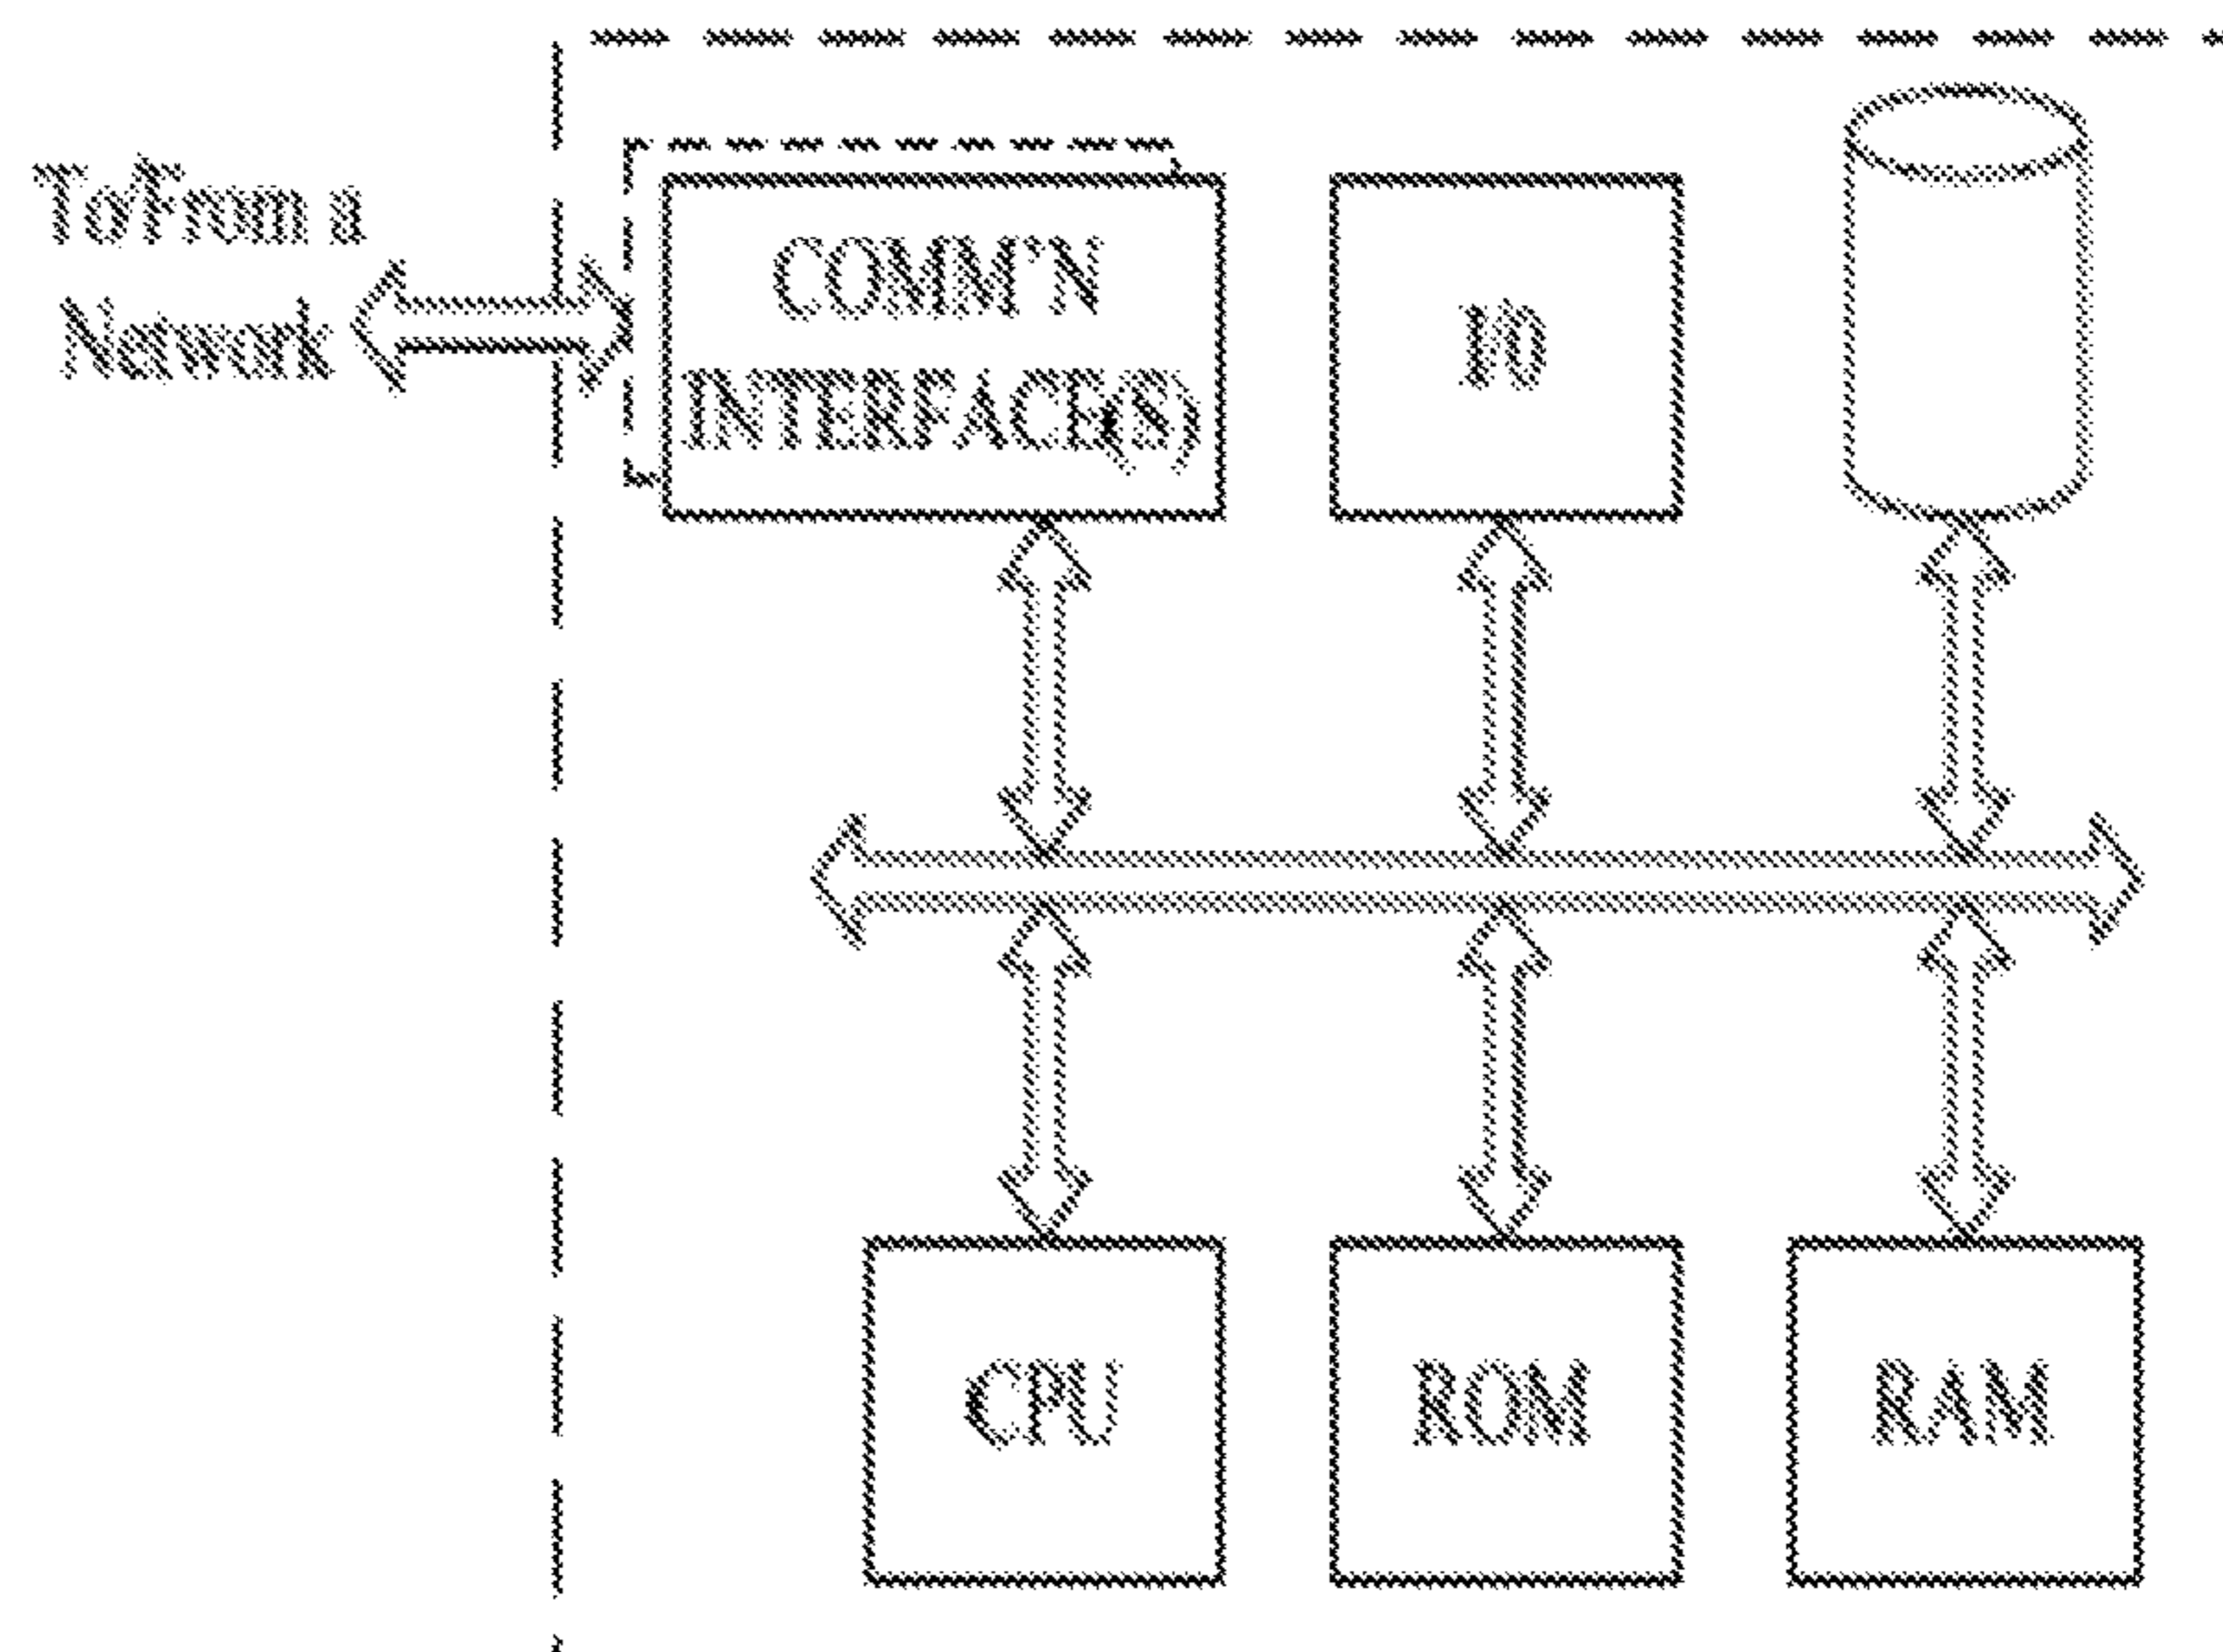 To/From a
Network
COMM'N
INTERFACE(S)
I/O
CPU
ROM
RAM